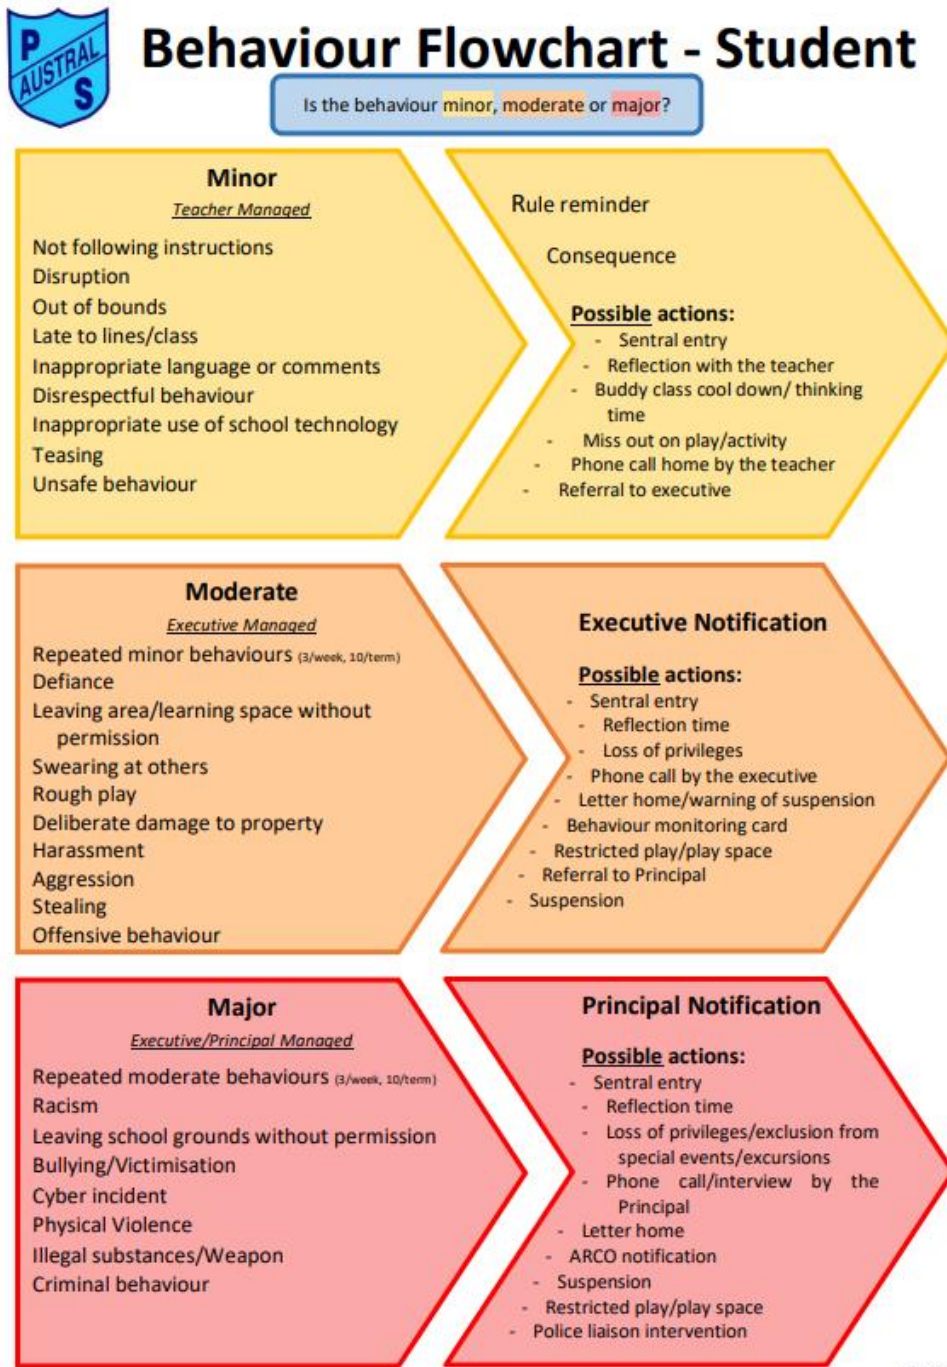 P
AUSTRAL
S
Behaviour Flowchart - Student
Is the behaviour minor, moderate or major?
Minor
Teacher Managed
Not following instructions
Disruption
Out of bounds
Late to lines/class
Inappropriate language or comments
Disrespectful behaviour
Inappropriate use of school technology
Teasing
Unsafe behaviour
Rule reminder
Consequence
Possible actions:
- Sentral entry
- Reflection with the teacher
- Buddy class cool down/ thinking
time
- Miss out on play/activity
- Phone call home by the teacher
- Referral to executive
Moderate
Executive Managed
Repeated minor behaviours (3/week, 10/term)
Defiance
Leaving area/learning space without
permission
Swearing at others
Rough play
Deliberate damage to property
Harassment
Aggression
Stealing
Offensive behaviour
Executive Notification
Possible actions:
- Sentral entry
- Reflection time
- Loss of privileges
- Phone call by the executive
- Letter home/warning of suspension
- Behaviour monitoring card
- Restricted play/play space
- Referral to Principal
- Suspension
Major
Executive/Principal Managed
Repeated moderate behaviours (3/week, 10/term)
Racism
Leaving school grounds without permission
Bullying/Victimisation
Cyber incident
Physical Violence
Illegal substances/Weapon
Criminal behaviour
Principal Notification
Possible actions:
- Sentral entry
- Reflection time
- Loss of privileges/exclusion from
special events/excursions
- Phone call/interview by the
Principal
- Letter home
- ARCO notification
- Suspension
- Restricted play/play space
- Police liaison intervention